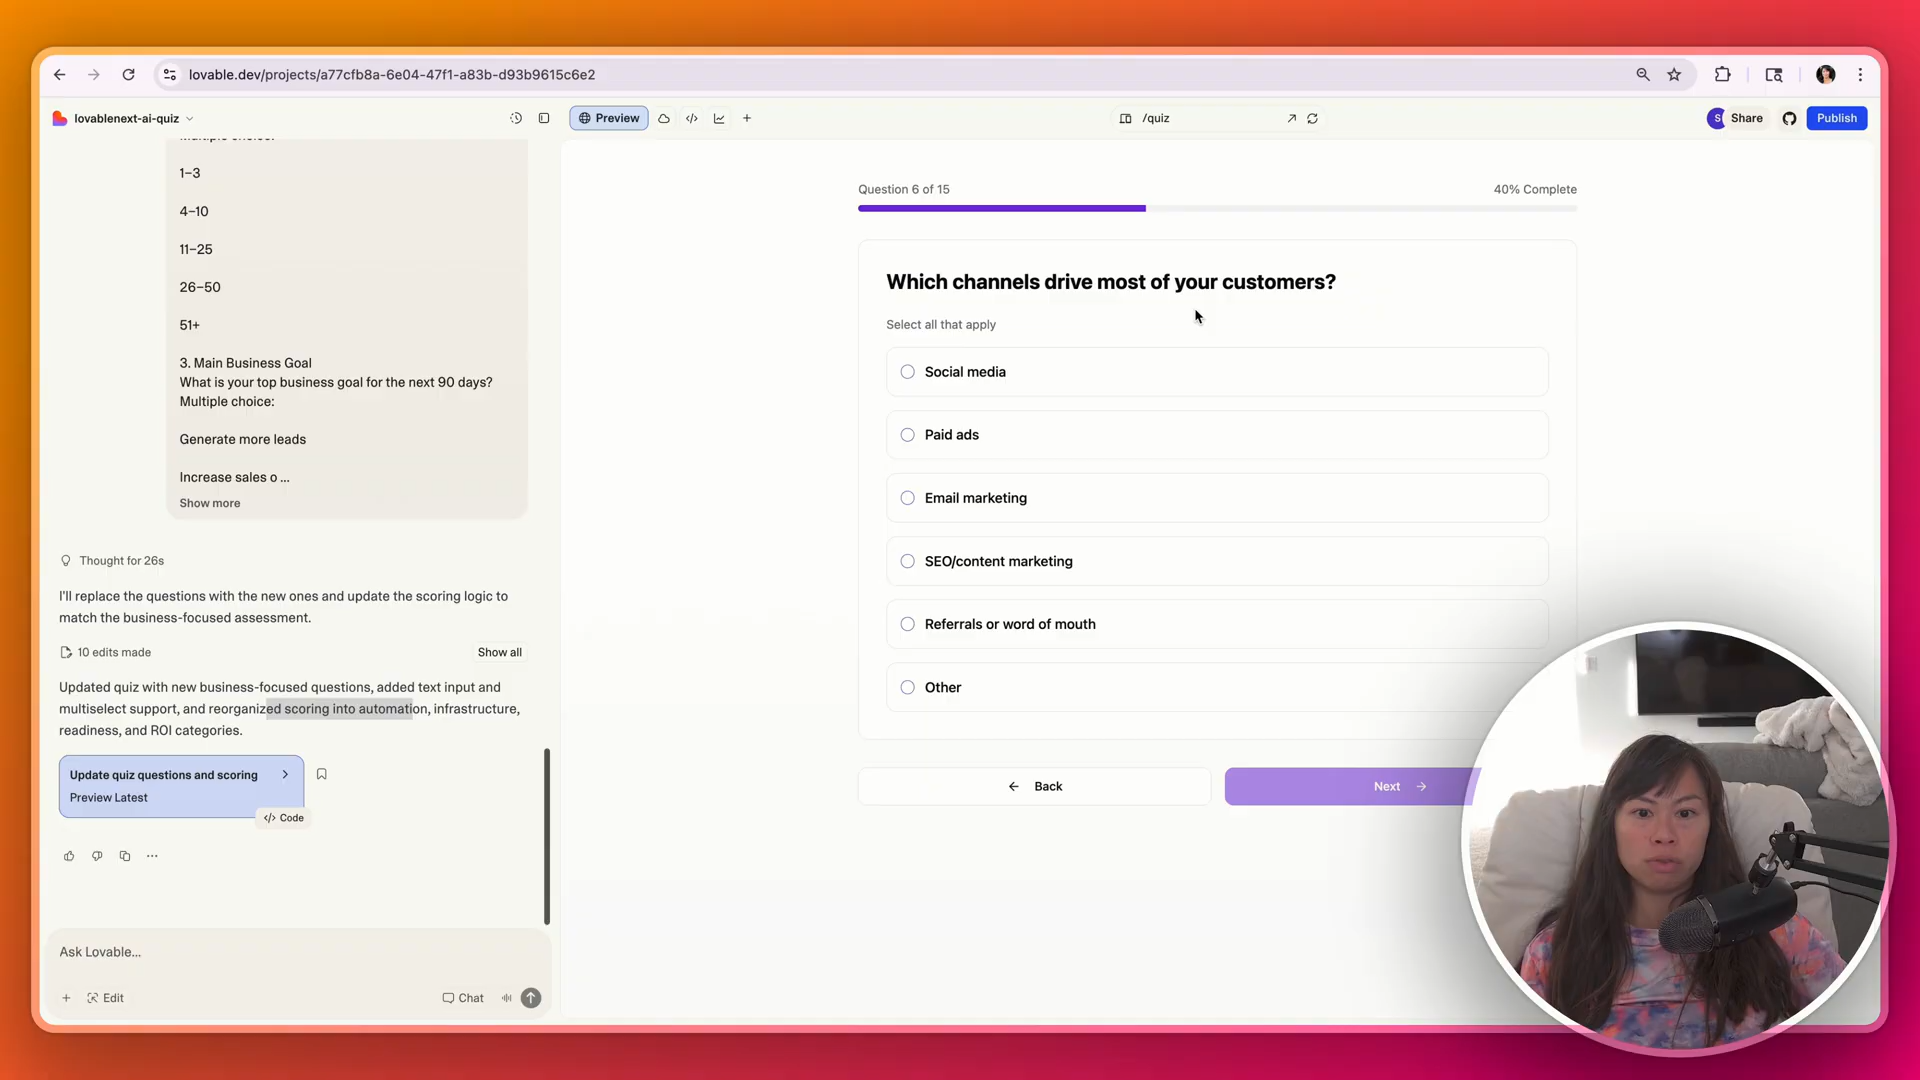 lovable.dev/projects/a77cfb8a-6e04-47f1-a83b-d93b9615c6e2
lovablenext-ai-quiz
Preview
/quiz
S
Share
Publish
Multiple choice:
1–3
4–10
11–25
26–50
51+
3. Main Business Goal
What is your top business goal for the next 90 days?
Multiple choice:
Generate more leads
Increase sales o ...
Show more
Thought for 26s
I'll replace the questions with the new ones and update the scoring logic to
match the business-focused assessment.
10 edits made
Show all
Updated quiz with new business-focused questions, added text input and
multiselect support, and reorganized scoring into automation, infrastructure,
readiness, and ROI categories.
Update quiz questions and scoring
Preview Latest
Code
Ask Lovable...
Edit
Chat
Question 6 of 15
40% Complete
Which channels drive most of your customers?
Select all that apply
Social media
Paid ads
Email marketing
SEO/content marketing
Referrals or word of mouth
Other
Back
Next